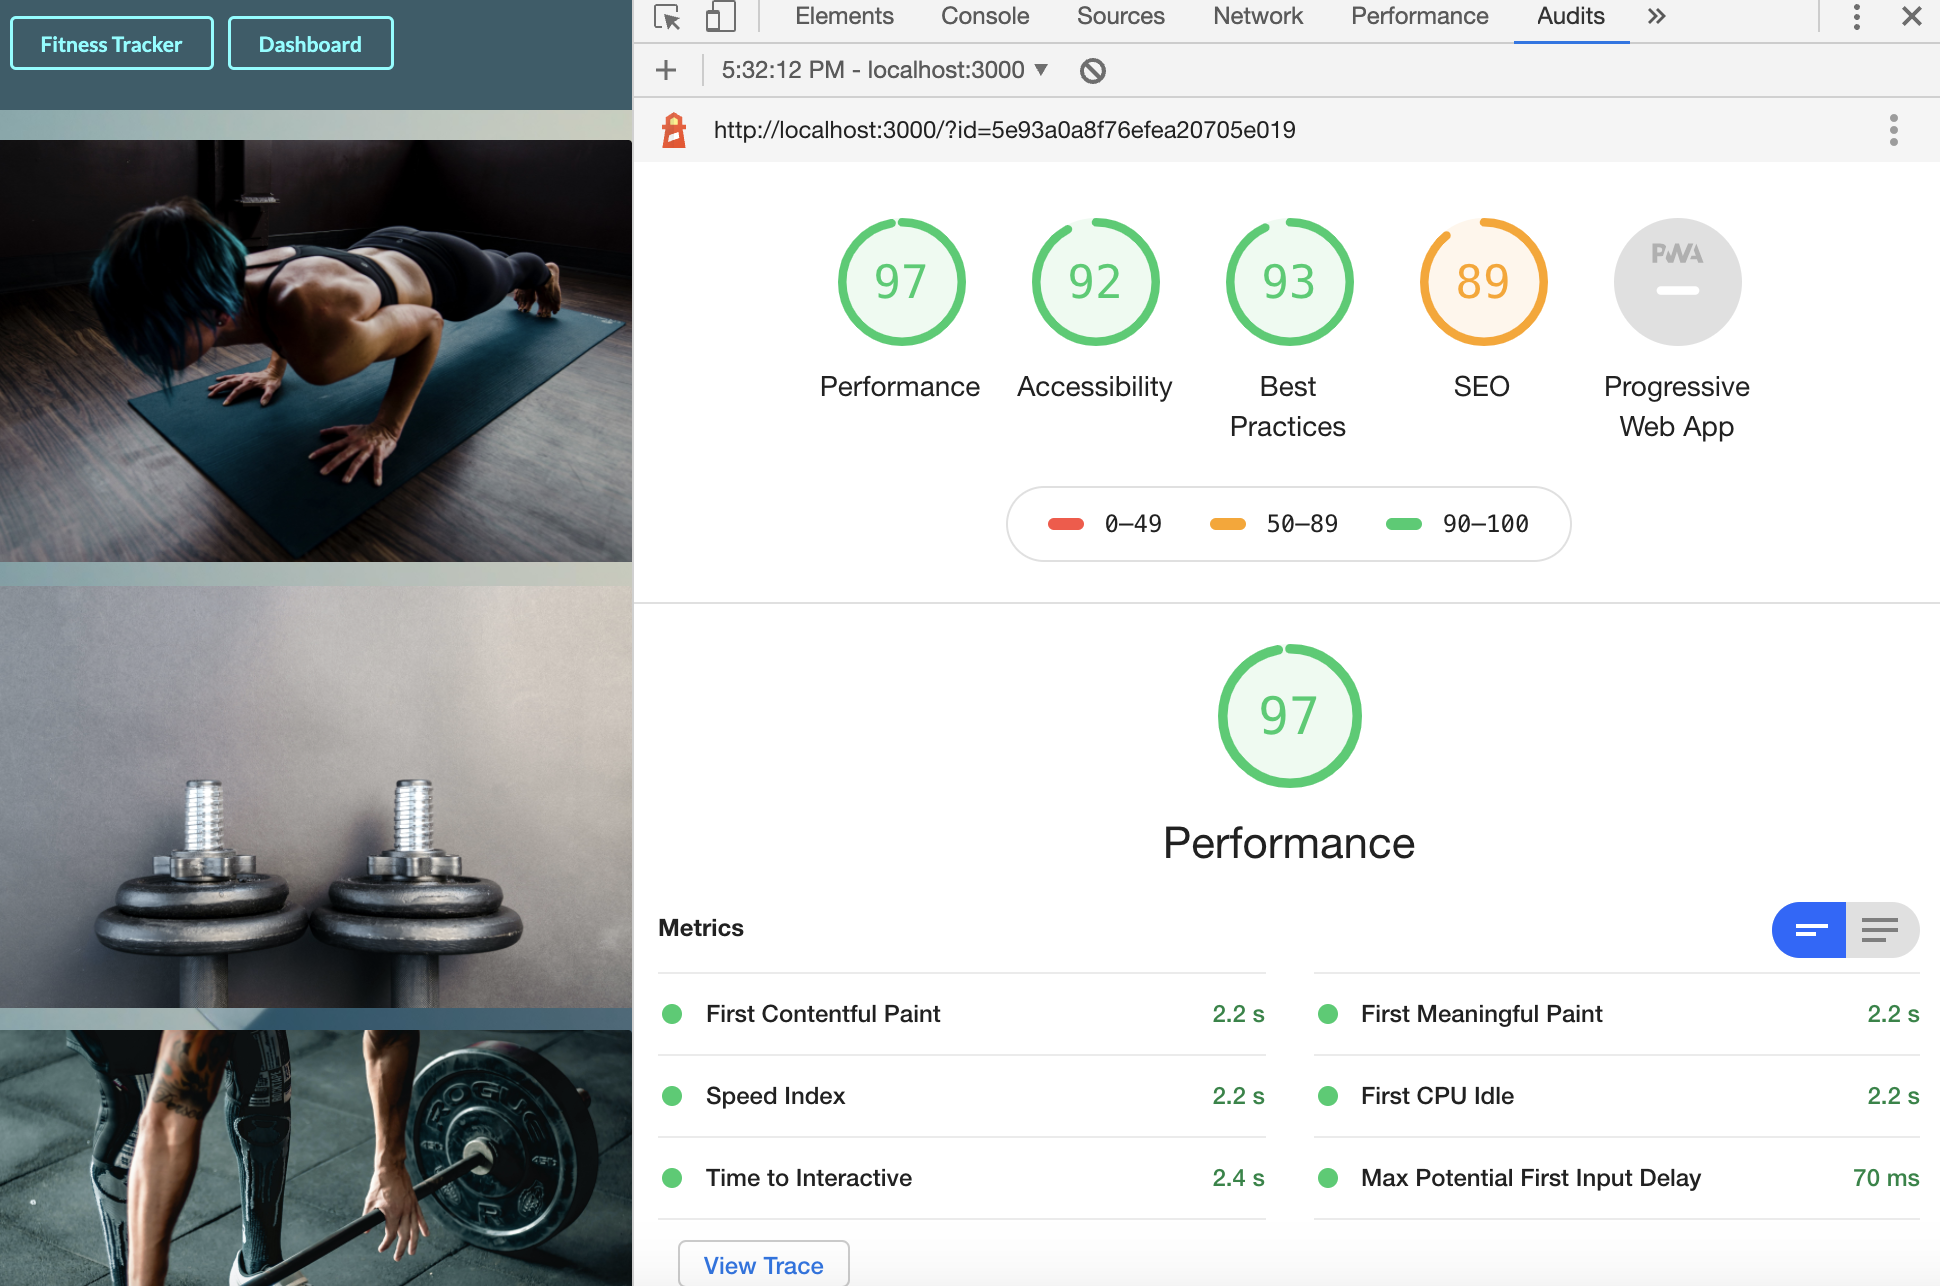 Fitness Tracker
Dashboard
Elements Console Sources Network Performance Audits
5:32:12 PM - localhost:3000
http://localhost:3000/?id=5e93a0a8f76efea20705e019
97 92 93 89 PWA
Performance Accessibility Best Practices SEO Progressive Web App
0–49 50–89 90–100
97
Performance
Metrics
First Contentful Paint 2.2 s
First Meaningful Paint 2.2 s
Speed Index 2.2 s
First CPU Idle 2.2 s
Time to Interactive 2.4 s
Max Potential First Input Delay 70 ms
View Trace
ROGUE